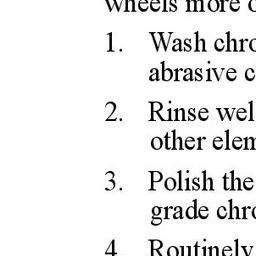 wheels more
1. Wash chro
abrasive c
2. Rinse wel
other elem
3. Polish the
grade chro
4. Routinely